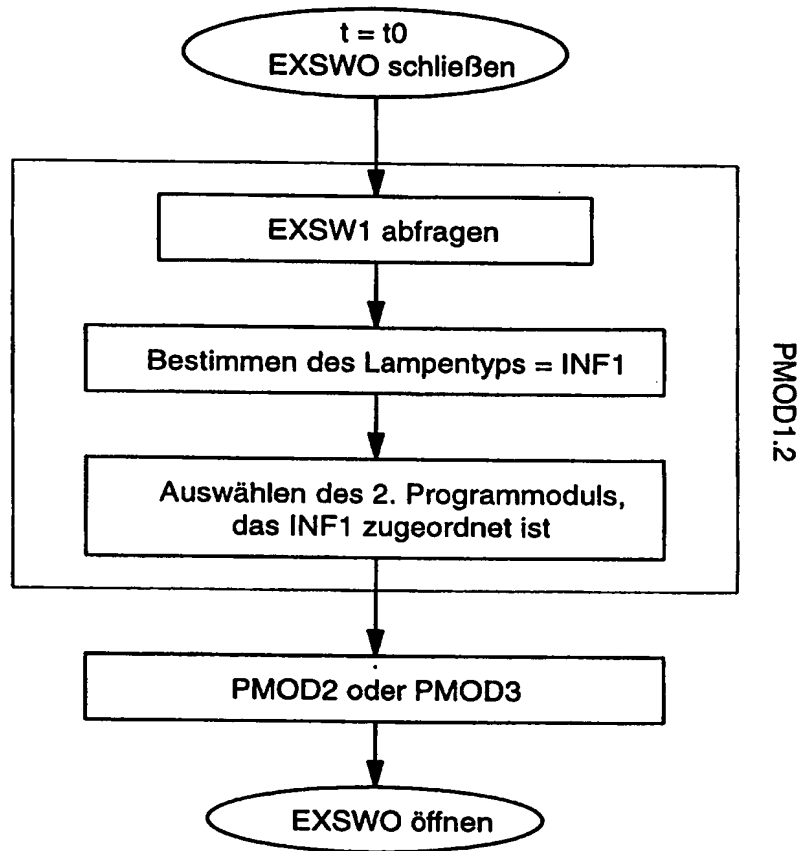 t = t0
EXSWO schließen
EXSW1 abfragen
Bestimmen des Lampentyps = INF1
Auswählen des 2. Programmoduls,
das INF1 zugeordnet ist
PMOD1.2
PMOD2 oder PMOD3
EXSWO öffnen